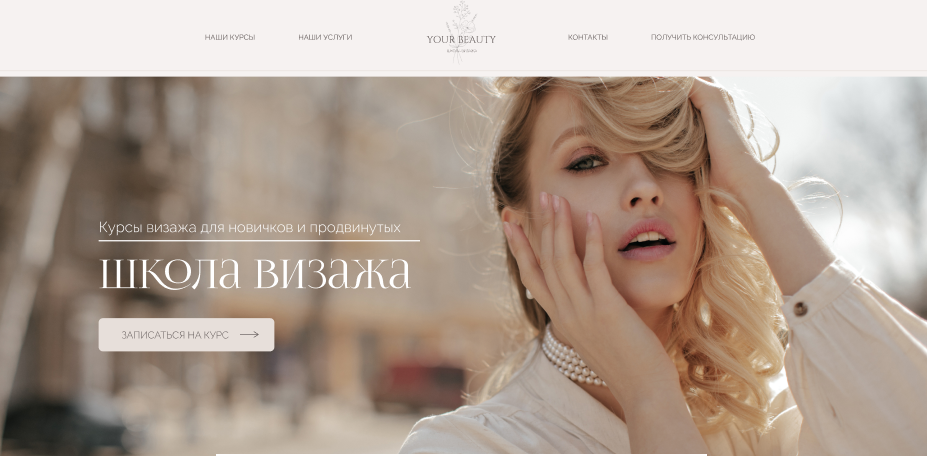 НАШИ КУРСЫ
НАШИ УСЛУГИ
YOUR BEAUTY
КОНТАКТЫ
ПОЛУЧИТЬ КОНСУЛЬТАЦИЮ
Курсы визажа для новичков и продвинутых
ШКОЛА ВИЗАЖА
ЗАПИСАТЬСЯ НА КУРС